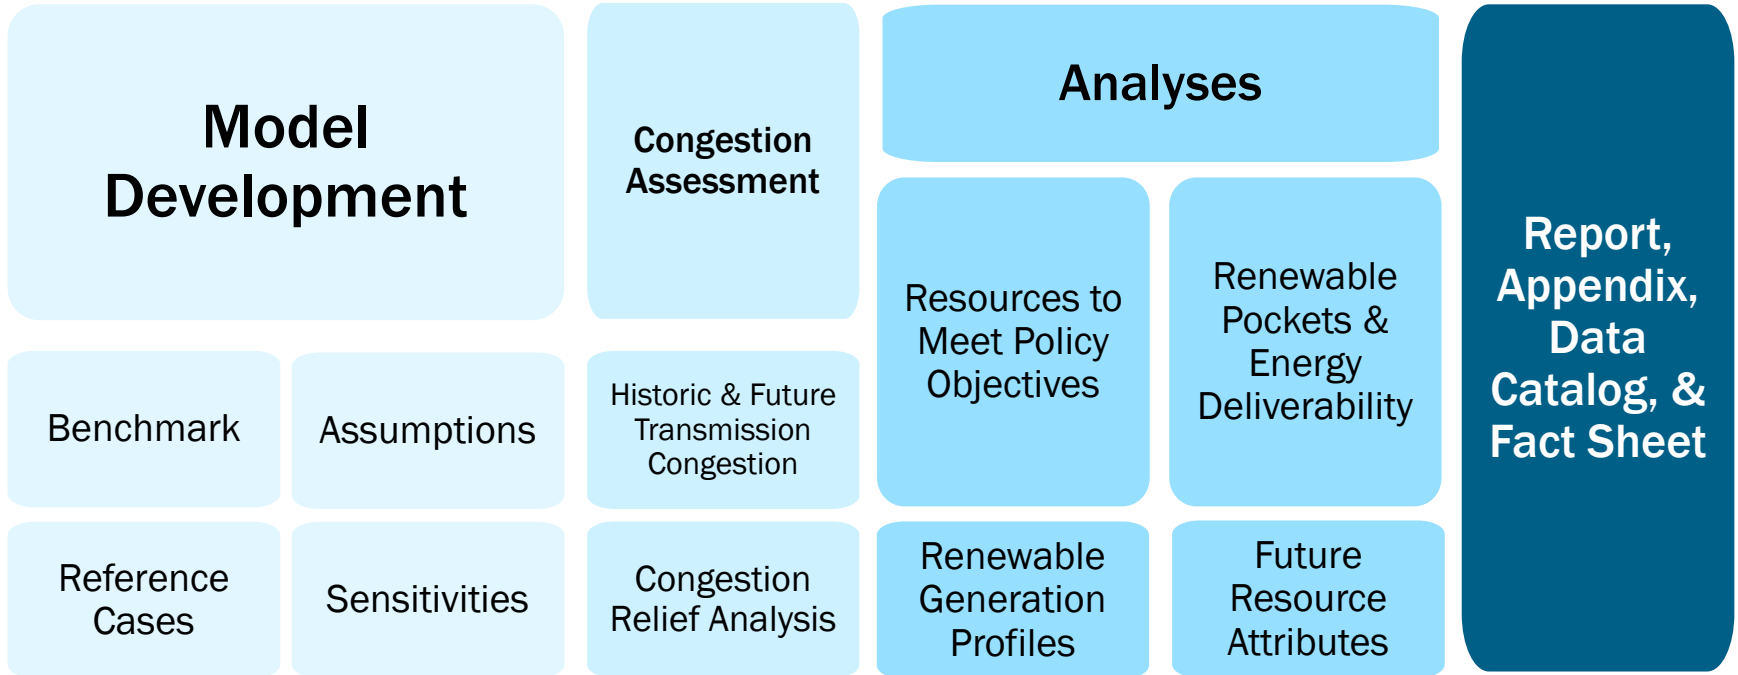 Model
Development
Benchmark
Assumptions
Reference
Cases
Sensitivities
Congestion
Assessment
Historic & Future
Transmission
Congestion
Congestion
Relief Analysis
Analyses
Resources to
Meet Policy
Objectives
Renewable
Pockets &
Energy
Deliverability
Renewable
Generation
Profiles
Future
Resource
Attributes
Report,
Appendix,
Data
Catalog, &
Fact Sheet